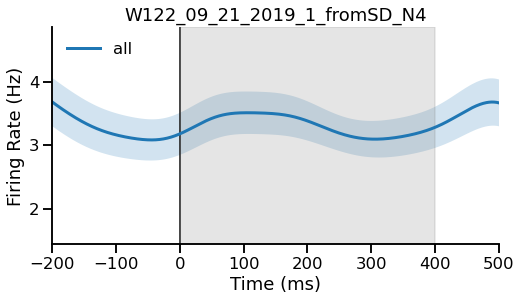 W122_09_21_2019_1_fromSD_N4
all
Firing Rate (Hz)
4
3
2
−200 −100 0 100 200 300 400 500
Time (ms)